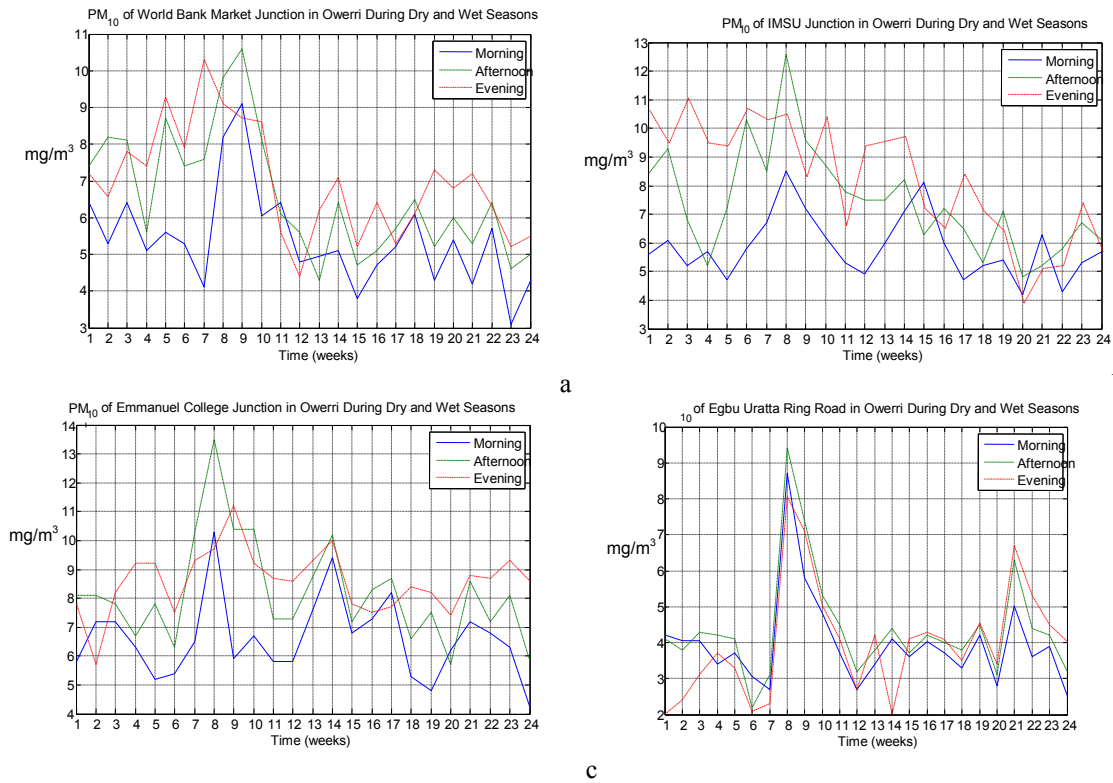 PM10 of World Bank Market Junction in Owerri During Dry and Wet Seasons
11
10
9
8
7
6
5
4
3
mg/m3
Morning
Afternoon
Evening
1 2 3 4 5 6 7 8 9 10 11 12 13 14 15 16 17 18 19 20 21 22 23 24
Time (weeks)
PM10 of IMSU Junction in Owerri During Dry and Wet Seasons
13
12
11
10
9
8
7
6
5
4
3
mg/m3
Morning
Afternoon
Evening
1 2 3 4 5 6 7 8 9 10 11 12 13 14 15 16 17 18 19 20 21 22 23 24
Time (weeks)
a
PM10 of Emmanuel College Junction in Owerri During Dry and Wet Seasons
14
13
12
11
10
9
8
7
6
5
4
mg/m3
Morning
Afternoon
Evening
1 2 3 4 5 6 7 8 9 10 11 12 13 14 15 16 17 18 19 20 21 22 23 24
Time (weeks)
10 of Egbu Uratta Ring Road in Owerri During Dry and Wet Seasons
10
9
8
7
6
5
4
3
2
mg/m3
Morning
Afternoon
Evening
1 2 3 4 5 6 7 8 9 10 11 12 13 14 15 16 17 18 19 20 21 22 23 24
Time (weeks)
c